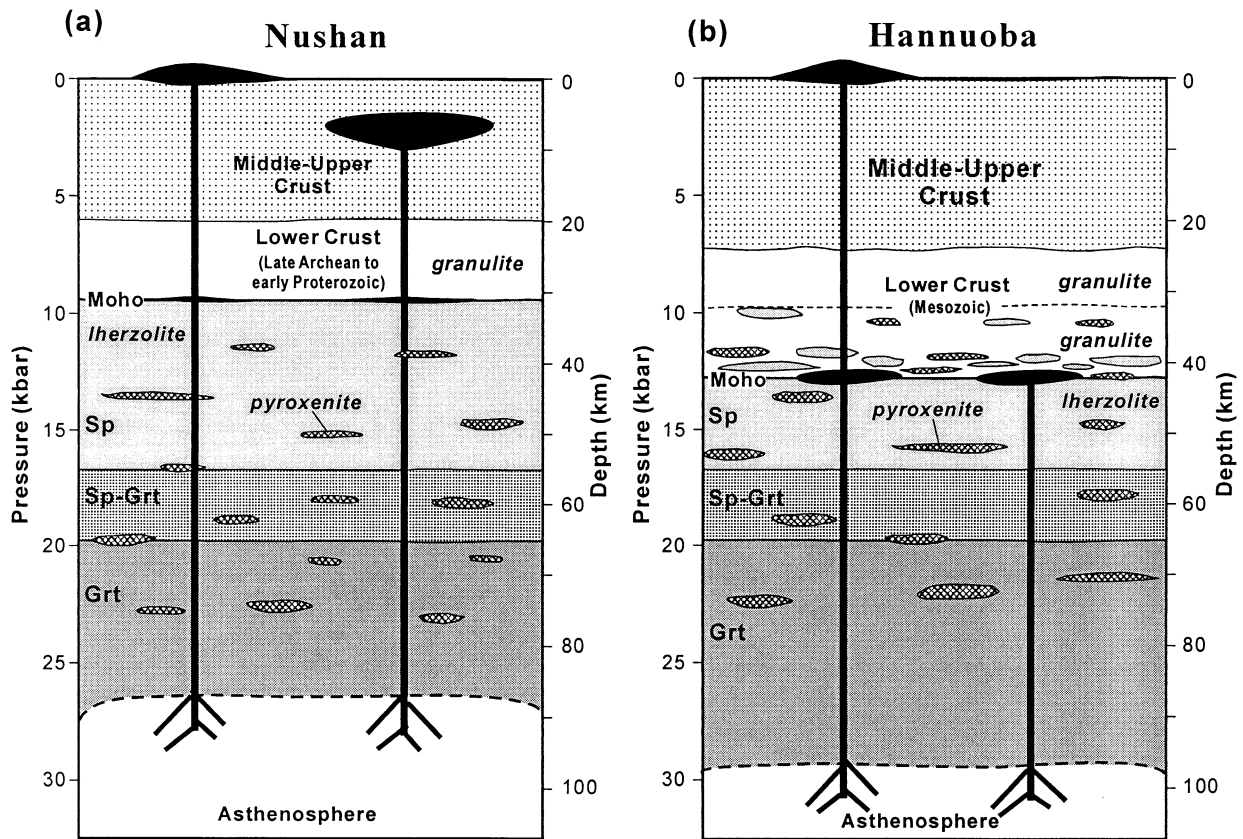 (a)
Nushan
0
5
10
15
20
25
30
Pressure (kbar)
0
20
40
60
80
100
Depth (km)
Middle-Upper
Crust
Lower Crust
(Late Archean to
early Proterozoic)
granulite
Moho
lherzolite
pyroxenite
Sp
Sp-Grt
Grt
Asthenosphere
(b)
Hannuoba
0
5
10
15
20
25
30
Pressure (kbar)
0
20
40
60
80
100
Depth (km)
Middle-Upper
Crust
granulite
Lower Crust
(Mesozoic)
granulite
Moho
Sp
pyroxenite
lherzolite
Sp-Grt
Grt
Asthenosphere